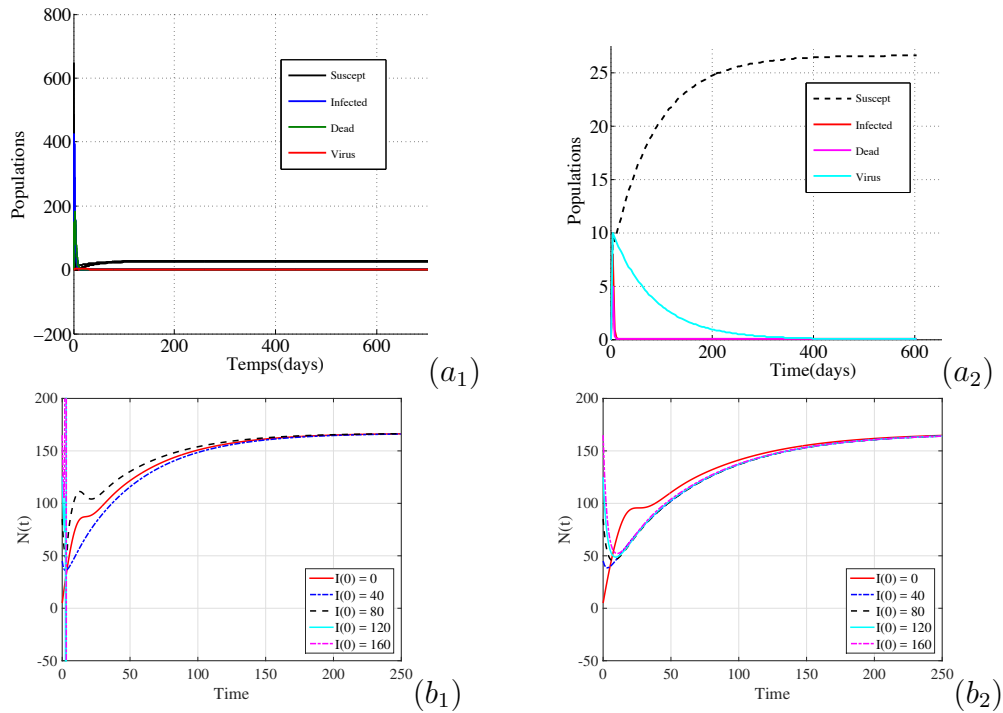 800
600
400
200
0
−200
0
200
400
600
Populations
Temps(days)
Suscept
Infected
Dead
Virus
(a1)
25
20
15
10
5
0
0
200
400
600
Populations
Time(days)
Suscept
Infected
Dead
Virus
(a2)
200
150
100
50
0
-50
0
50
100
150
200
250
N(t)
Time
I(0) = 0
I(0) = 40
I(0) = 80
I(0) = 120
I(0) = 160
(b1)
200
150
100
50
0
-50
0
50
100
150
200
250
N(t)
Time
I(0) = 0
I(0) = 40
I(0) = 80
I(0) = 120
I(0) = 160
(b2)